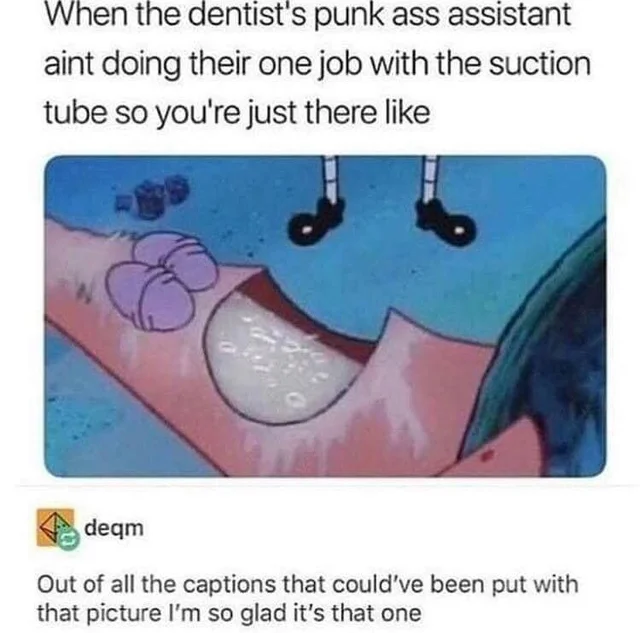 When the dentist's punk ass assistant
aint doing their one job with the suction
tube so you're just there like
deqm
Out of all the captions that could've been put with
that picture I'm so glad it's that one